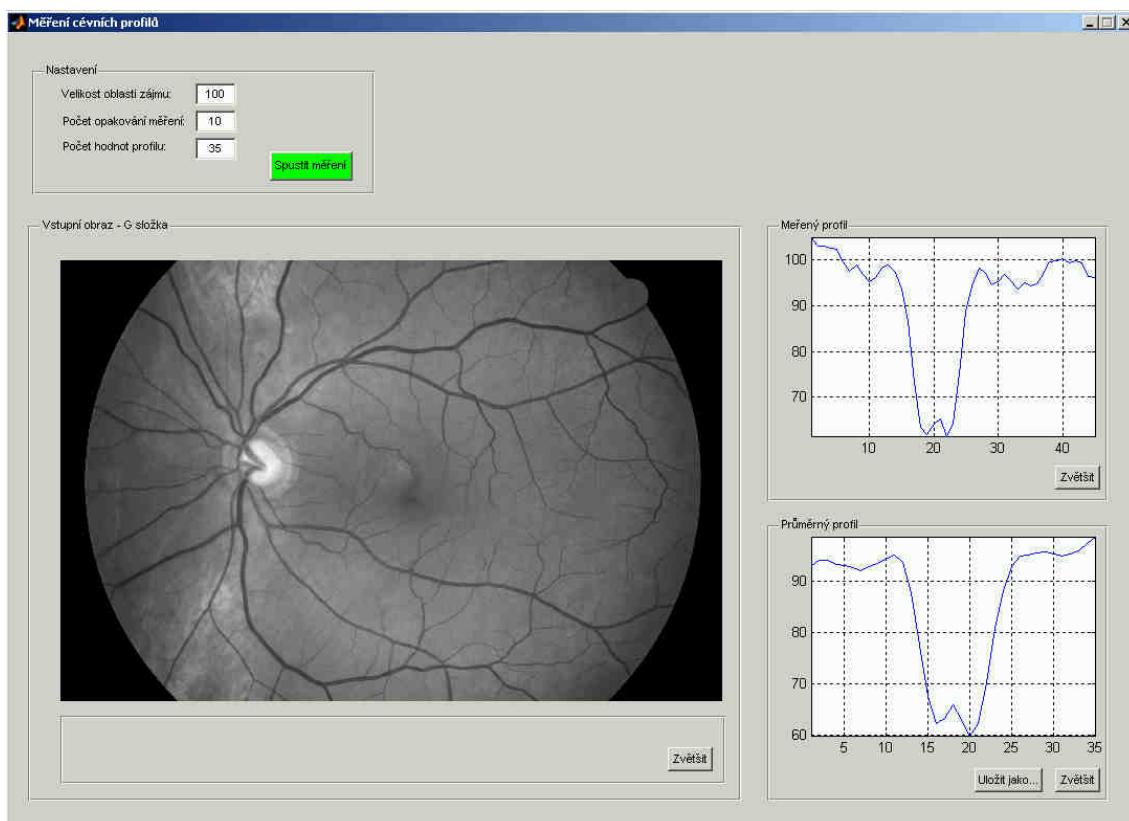 Měření cévních profilů
Nastavení
Velikost oblasti zájmu: 100
Počet opakování měření: 10
Počet hodnot profilu: 35
Spustit měření
Vstupní obraz - G složka
Zvětšit
Meřený profil
100
90
80
70
10 20 30 40
Zvětšit
Průměrný profil
90
80
70
60
5 10 15 20 25 30 35
Uložit jako... Zvětšit